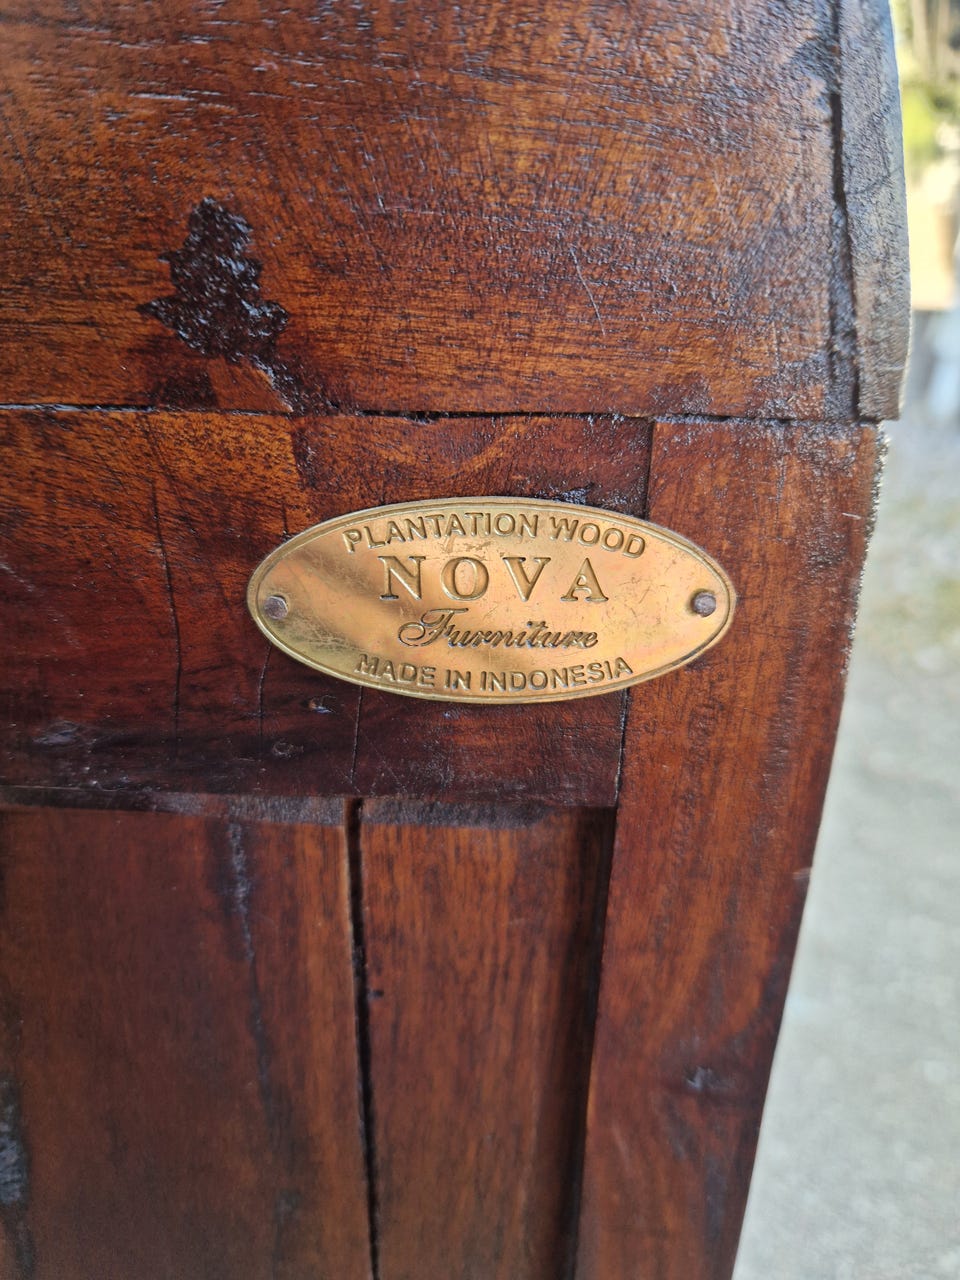 PLANTATION WOOD
NOVA
Furniture
MADE IN INDONESIA